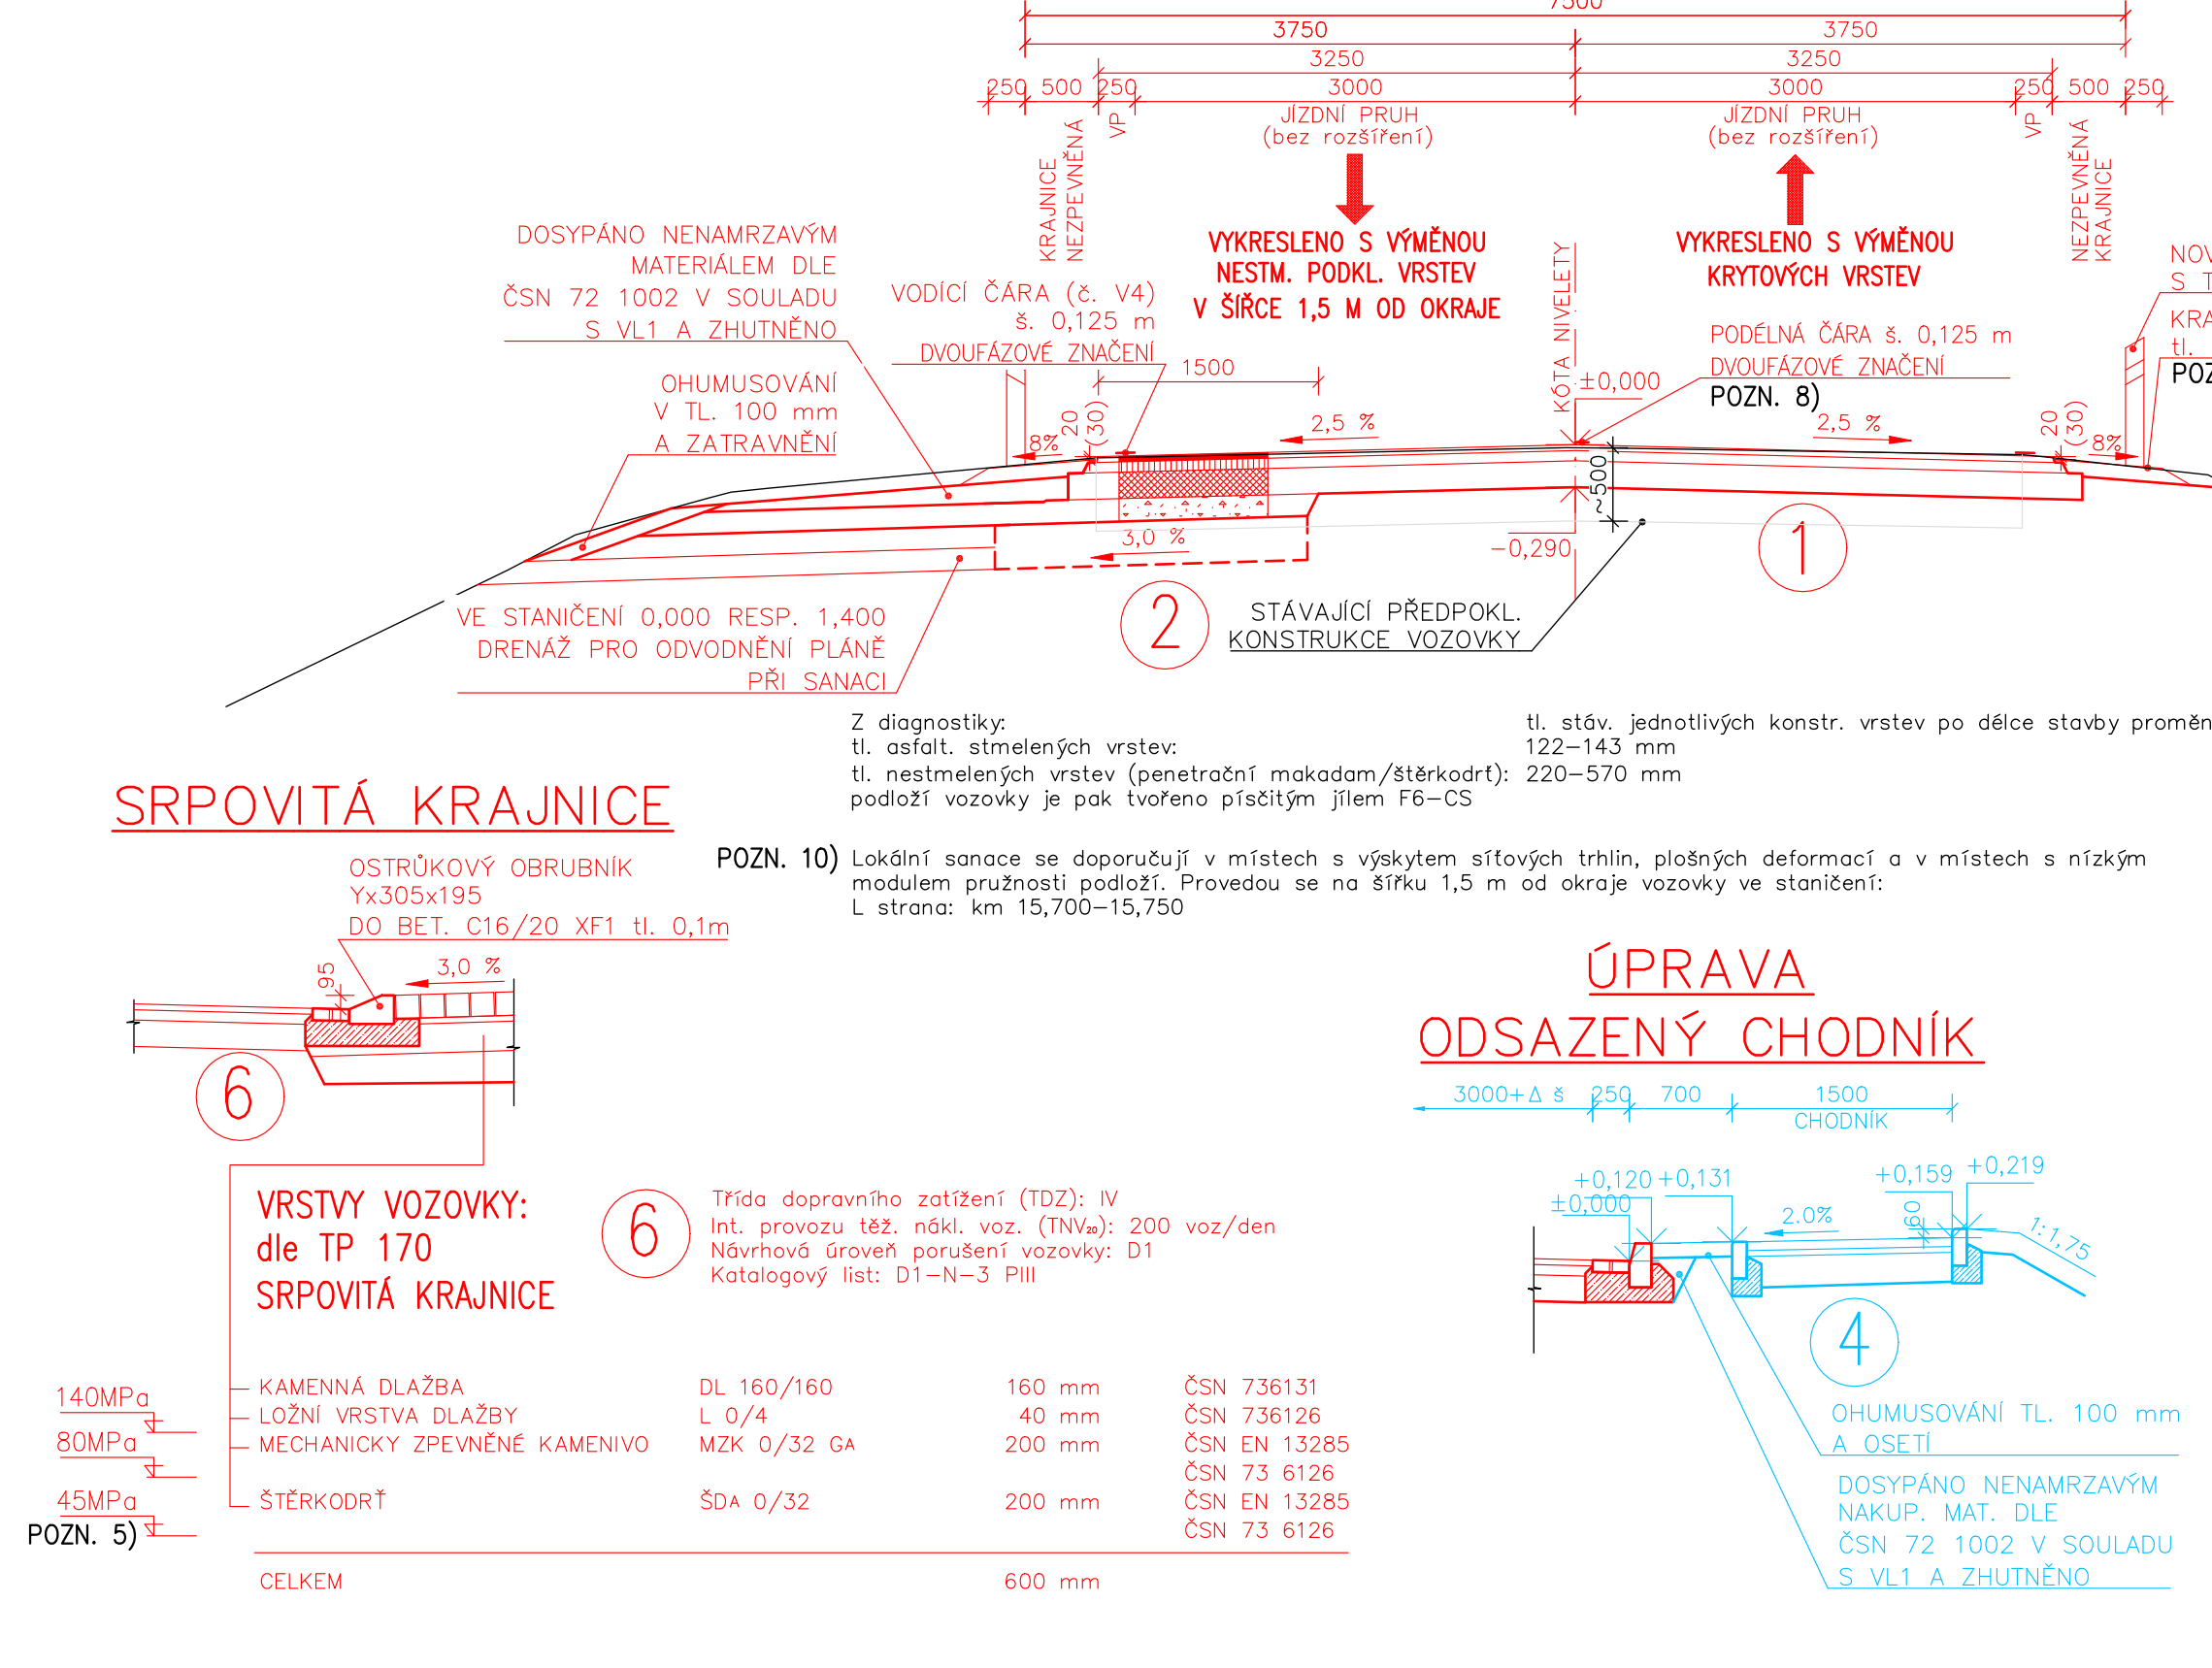 7500
3750
3750
3250
3250
250
500
250
3000
3000
250
500
250
KRAJNICE
NEZPEVNĚNÁ
VP
JÍZDNÍ PRUH
(bez rozšíření)
JÍZDNÍ PRUH
(bez rozšíření)
VP
NEZPEVNĚNÁ
KRAJNICE
VYKRESLENO S VÝMĚNOU
NESTM. PODKL. VRSTEV
V ŠÍŘCE 1,5 M OD OKRAJE
VYKRESLENO S VÝMĚNOU
KRYTOVÝCH VRSTEV
DOSYPÁNO NENAMRZAVÝM
MATERIÁLEM DLE
ČSN 72 1002 V SOULADU
S VL1 A ZHUTNĚNO
VODÍCÍ ČÁRA (č. V4)
š. 0,125 m
DVOUFÁZOVÉ ZNAČENÍ
KÓTA NIVELETY
PODÉLNÁ ČÁRA š. 0,125 m
DVOUFÁZOVÉ ZNAČENÍ
POZN. 8)
NOV
S T
KRA
tl.
POZ
OHUMUSOVÁNÍ
V TL. 100 mm
A ZATRAVNĚNÍ
1500
±0,000
20
(30)
8%
2,5 %
2,5 %
20
(30)
8%
~500
3,0 %
-0,290
1
2
STÁVAJÍCÍ PŘEDPOKL.
KONSTRUKCE VOZOVKY
VE STANIČENÍ 0,000 RESP. 1,400
DRENÁŽ PRO ODVODNĚNÍ PLÁNĚ
PŘI SANACI
Z diagnostiky: tl. stáv. jednotlivých konstr. vrstev po délce stavby proměn
tl. asfalt. stmelených vrstev: 122-143 mm
tl. nestmelených vrstev (penetrační makadam/štěrkodrť): 220-570 mm
podloží vozovky je pak tvořeno písčitým jílem F6-CS
POZN. 10) Lokální sanace se doporučují v místech s výskytem síťových trhlin, plošných deformací a v místech s nízkým
modulem pružnosti podloží. Provedou se na šířku 1,5 m od okraje vozovky ve staničení:
L strana: km 15,700-15,750
SRPOVITÁ KRAJNICE
OSTRŮKOVÝ OBRUBNÍK
Yx305x195
DO BET. C16/20 XF1 tl. 0,1m
95
3,0 %
6
VRSTVY VOZOVKY:
dle TP 170
SRPOVITÁ KRAJNICE
6
Třída dopravního zatížení (TDZ): IV
Int. provozu těž. nákl. voz. (TNV₂₀): 200 voz/den
Návrhová úroveň porušení vozovky: D1
Katalogový list: D1-N-3 PIII
140MPa
80MPa
45MPa
POZN. 5)
KAMENNÁ DLAŽBA DL 160/160 160 mm ČSN 736131
LOŽNÍ VRSTVA DLAŽBY L 0/4 40 mm ČSN 736126
MECHANICKY ZPEVNĚNÉ KAMENIVO MZK 0/32 GA 200 mm ČSN EN 13285
ČSN 73 6126
ŠTĚRKODRŤ ŠDA 0/32 200 mm ČSN EN 13285
ČSN 73 6126
CELKEM 600 mm
ÚPRAVA
ODSAZENÝ CHODNÍK
3000+Δ š
250
700
1500
CHODNÍK
+0,120
+0,131
±0,000
+0,159
+0,219
2.0%
60
1:1,75
4
OHUMUSOVÁNÍ TL. 100 mm
A OSETÍ
DOSYPÁNO NENAMRZAVÝM
NAKUP. MAT. DLE
ČSN 72 1002 V SOULADU
S VL1 A ZHUTNĚNO